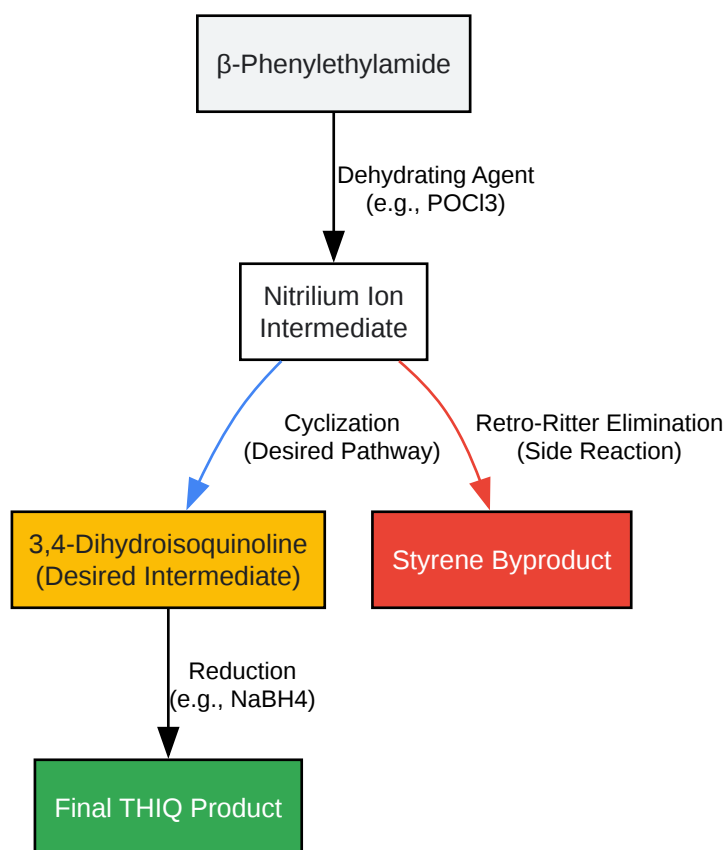 β-Phenylethylamide
Dehydrating Agent
(e.g., POCl3)
Nitrilium Ion
Intermediate
Cyclization
(Desired Pathway)
Retro-Ritter Elimination
(Side Reaction)
3,4-Dihydroisoquinoline
(Desired Intermediate)
Styrene Byproduct
Reduction
(e.g., NaBH4)
Final THIQ Product